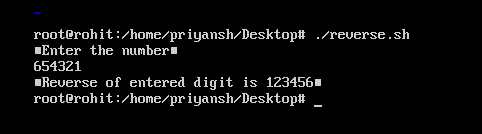 root@rohit:/home/priyansh/Desktop# ./reverse.sh
■Enter the number■
654321
■Reverse of entered digit is 123456■
root@rohit:/home/priyansh/Desktop# _